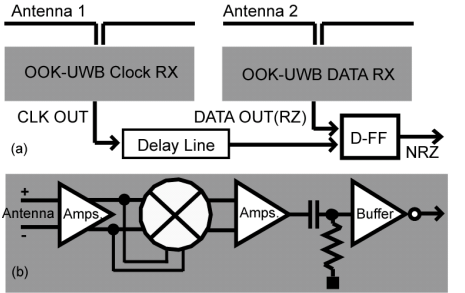 Antenna 1
Antenna 2
OOK-UWB Clock RX
OOK-UWB DATA RX
CLK OUT
DATA OUT(RZ)
Delay Line
D-FF
NRZ
(a)
+
Antenna
-
Amps.
Amps.
Buffer
(b)